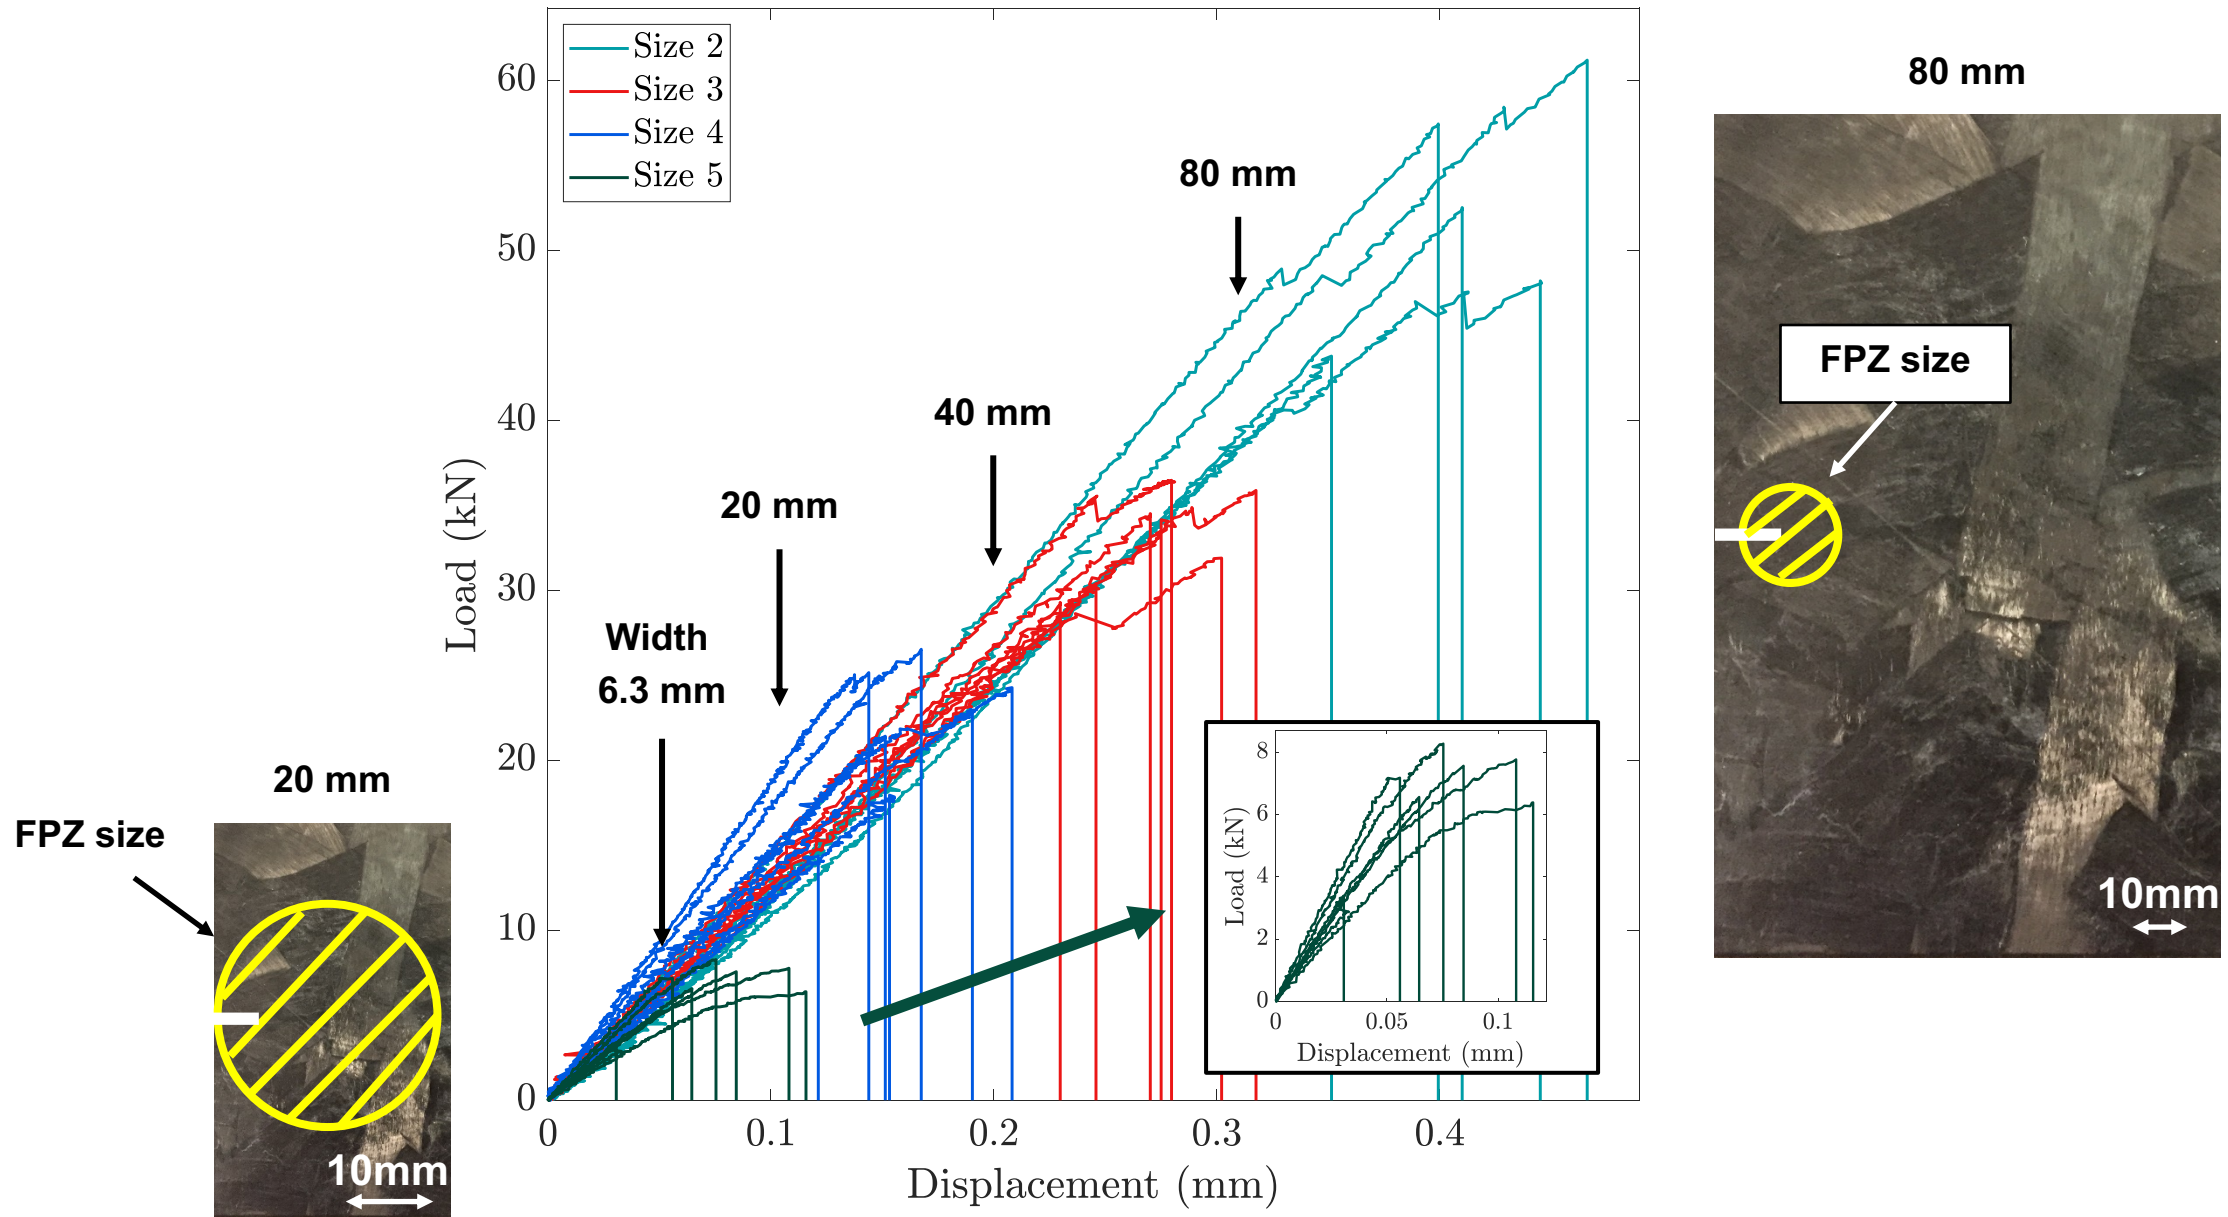 Size 2
Size 3
Size 4
Size 5
60
50
40
30
20
10
0
Load (kN)
0
0.1
0.2
0.3
0.4
Displacement (mm)
Width
6.3 mm
20 mm
40 mm
80 mm
8
6
4
2
0
Load (kN)
0
0.05
0.1
Displacement (mm)
20 mm
FPZ size
10mm
80 mm
FPZ size
10mm